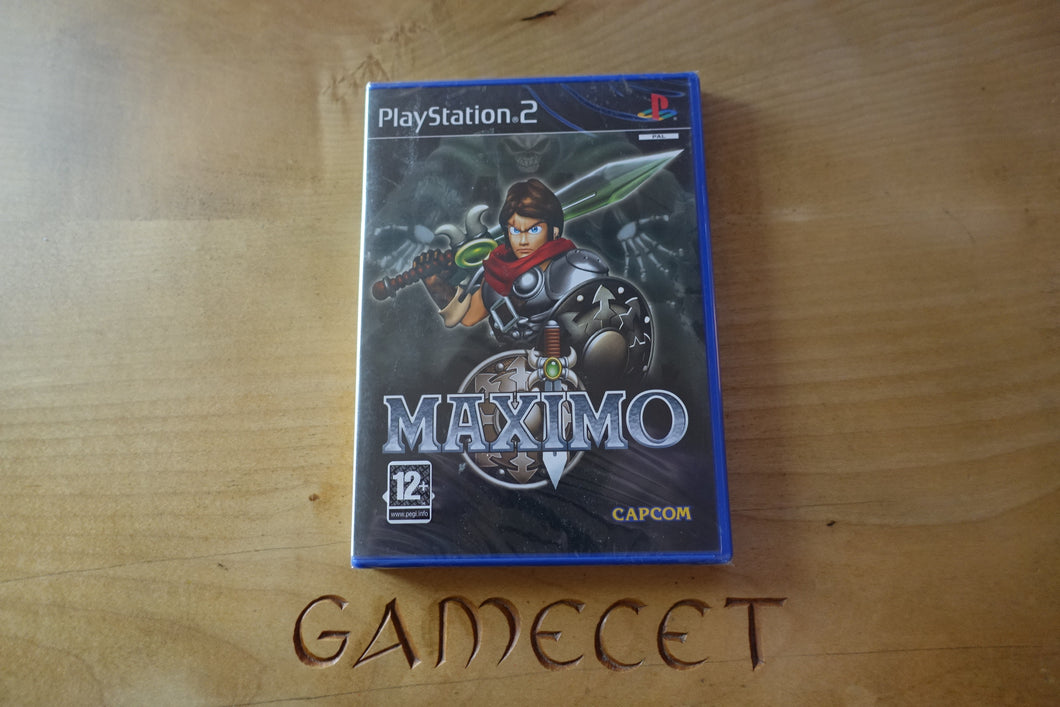 PlayStation.2
PAL
MAXIMO
12+
www.pegi.info
CAPCOM
GAMECET